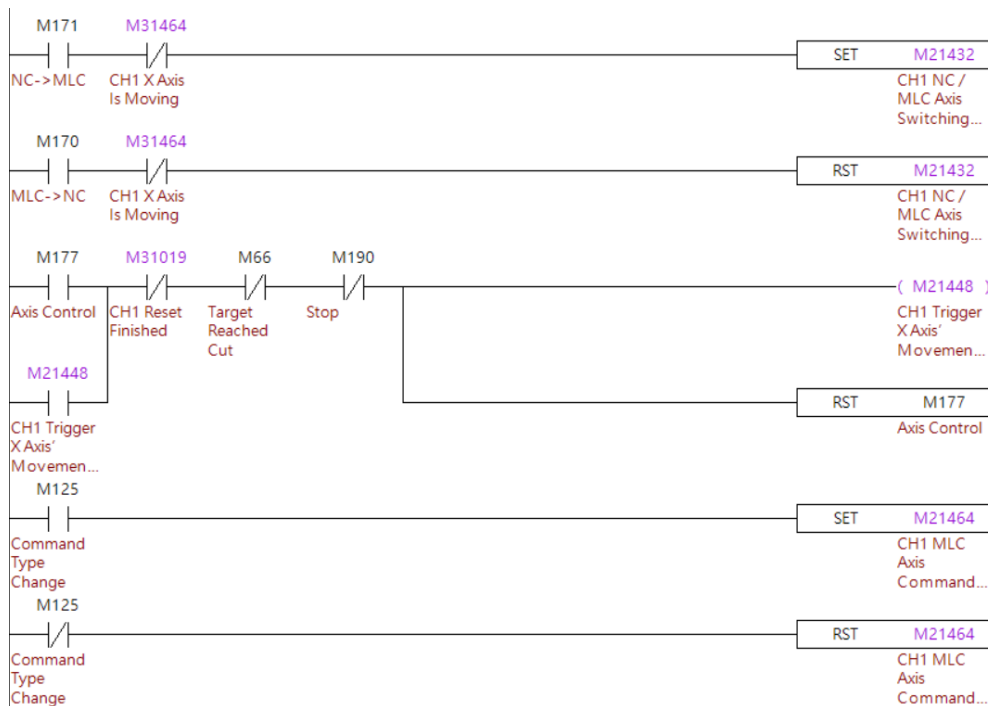 M171 M31464
SET M21432
NC->MLC CH1 X Axis CH1 NC /
Is Moving MLC Axis
Switching...
M170 M31464
RST M21432
MLC->NC CH1 X Axis CH1 NC /
Is Moving MLC Axis
Switching...
M177 M31019 M66 M190
( M21448 )
Axis Control CH1 Reset Target Stop CH1 Trigger
Finished Reached X Axis'
Cut Movemen...
M21448
RST M177
CH1 Trigger Axis Control
X Axis'
Movemen...
M125
SET M21464
Command CH1 MLC
Type Axis
Change Command...
M125
RST M21464
Command CH1 MLC
Type Axis
Change Command...